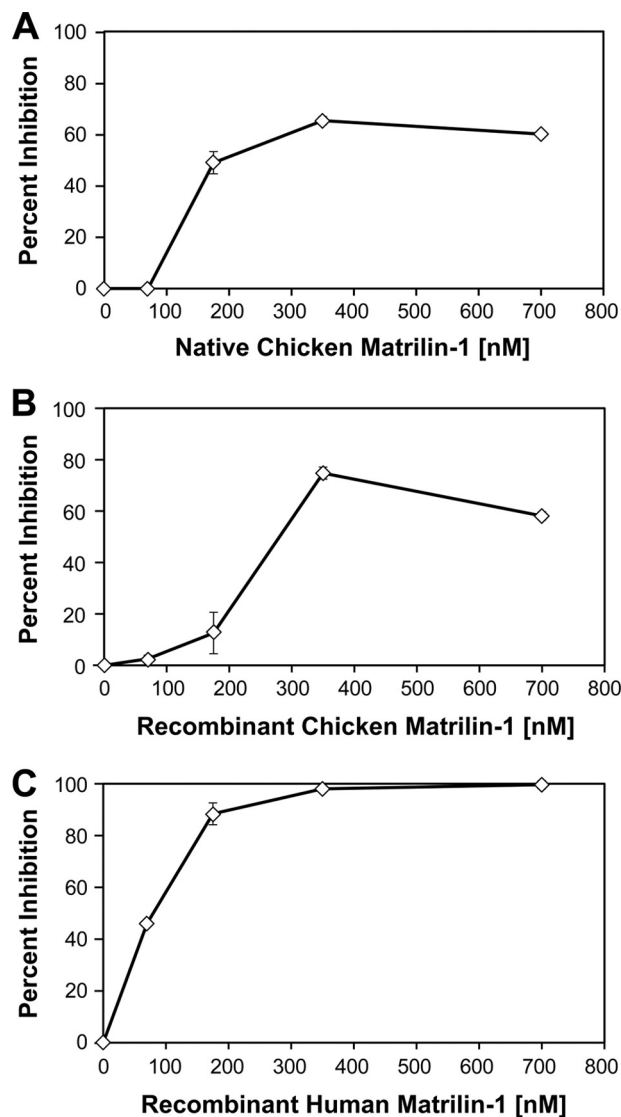 A
Percent Inhibition
100
80
60
40
20
0
0 100 200 300 400 500 600 700 800
Native Chicken Matrilin-1 [nM]
B
Percent Inhibition
100
80
60
40
20
0
0 100 200 300 400 500 600 700 800
Recombinant Chicken Matrilin-1 [nM]
C
Percent Inhibition
100
80
60
40
20
0
0 100 200 300 400 500 600 700 800
Recombinant Human Matrilin-1 [nM]